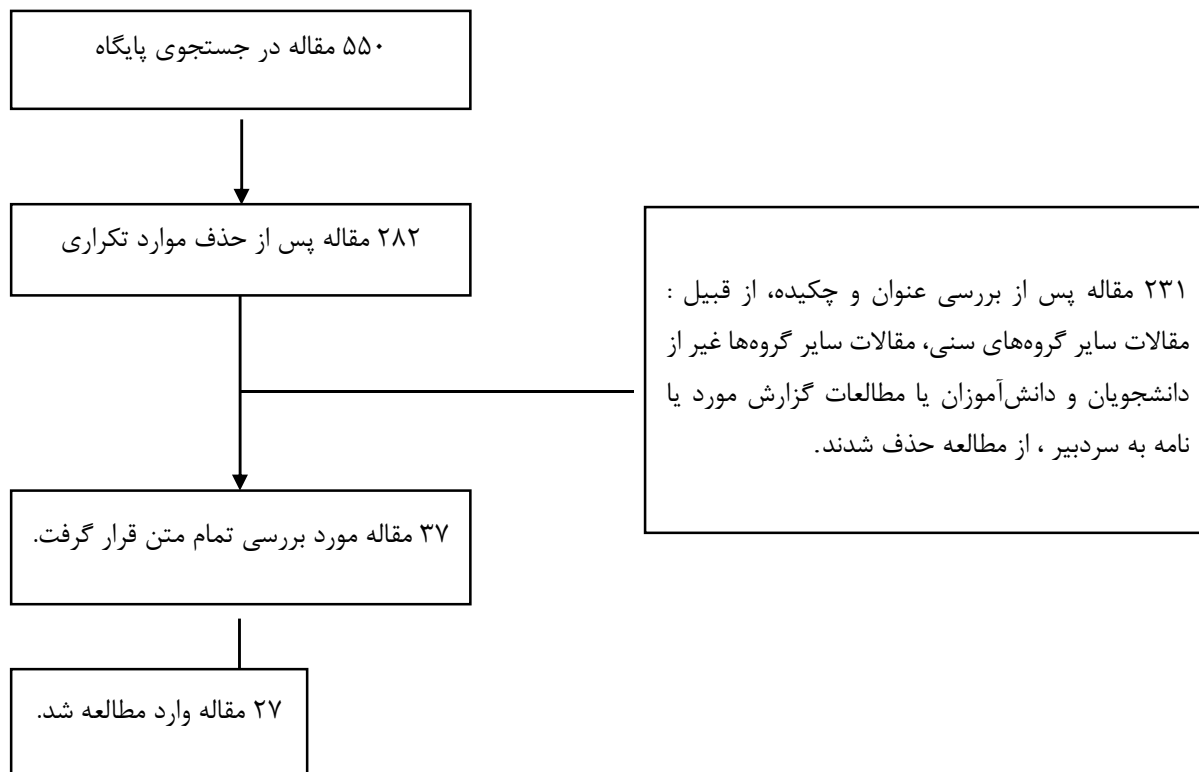 ۵۵۰ مقاله در جستجوی پایگاه
۲۸۲ مقاله پس از حذف موارد تکراری
۲۳۱ مقاله پس از بررسی عنوان و چکیده، از قبیل :
مقالات سایر گروه‌های سنی، مقالات سایر گروه‌ها غیر از
دانشجویان و دانش‌آموزان یا مطالعات گزارش مورد یا
نامه به سردبیر ، از مطالعه حذف شدند.
۳۷ مقاله مورد بررسی تمام متن قرار گرفت.
۲۷ مقاله وارد مطالعه شد.